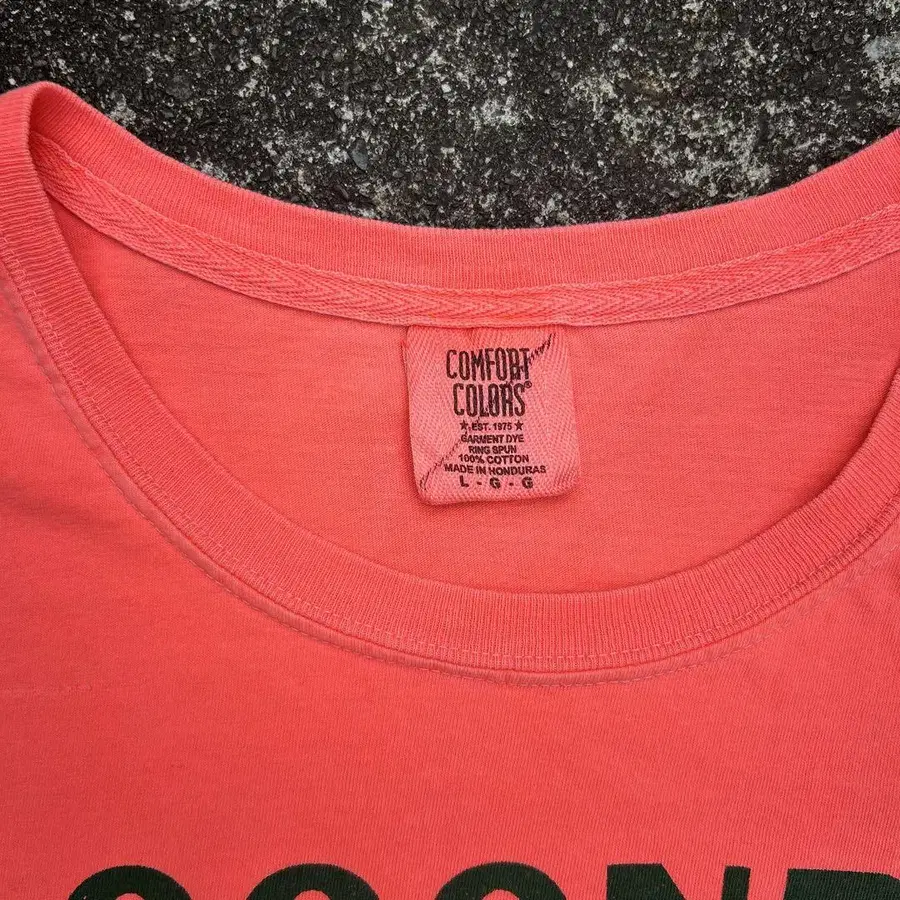 COMFORT
COLORS®
★ EST. 1975 ★
GARMENT DYE
RING SPUN
100% COTTON
MADE IN HONDURAS
L - G - G